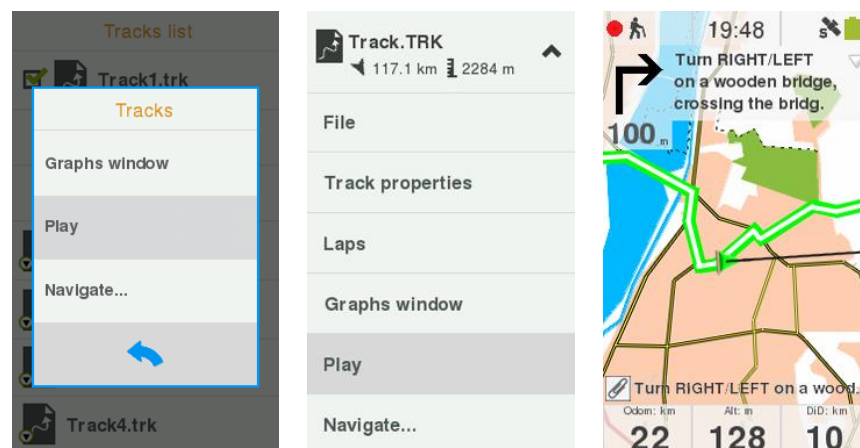 Tracks list
Track1.trk
Tracks
Graphs window
Play
Navigate...
Track4.trk
Track.TRK
117.1 km 2284 m
File
Track properties
Laps
Graphs window
Play
Navigate...
19:48
S
Turn RIGHT/LEFT
on a wooden bridge,
crossing the bridg.
100 m
Turn RIGHT/LEFT on a wood.
Odom: km Alt: m DiD: km
22 128 10